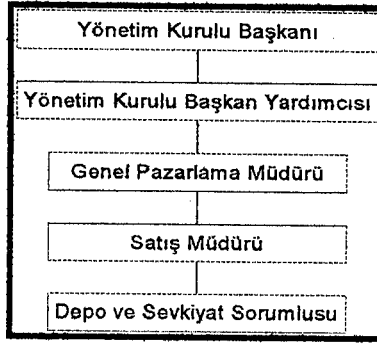 Yönetim Kurulu Başkanı
Yönetim Kurulu Başkan Yardımcısı
Genel Pazarlama Müdürü
Satış Müdürü
Depo ve Sevkiyat Sorumlusu